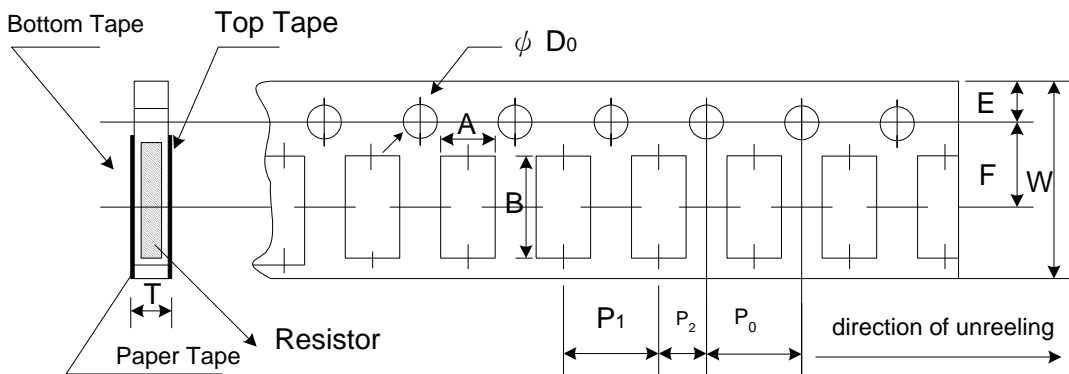 Bottom Tape
Top Tape
ψ D0
A
B
E
F
W
T
Resistor
Paper Tape
P1
P2
P0
direction of unreeling